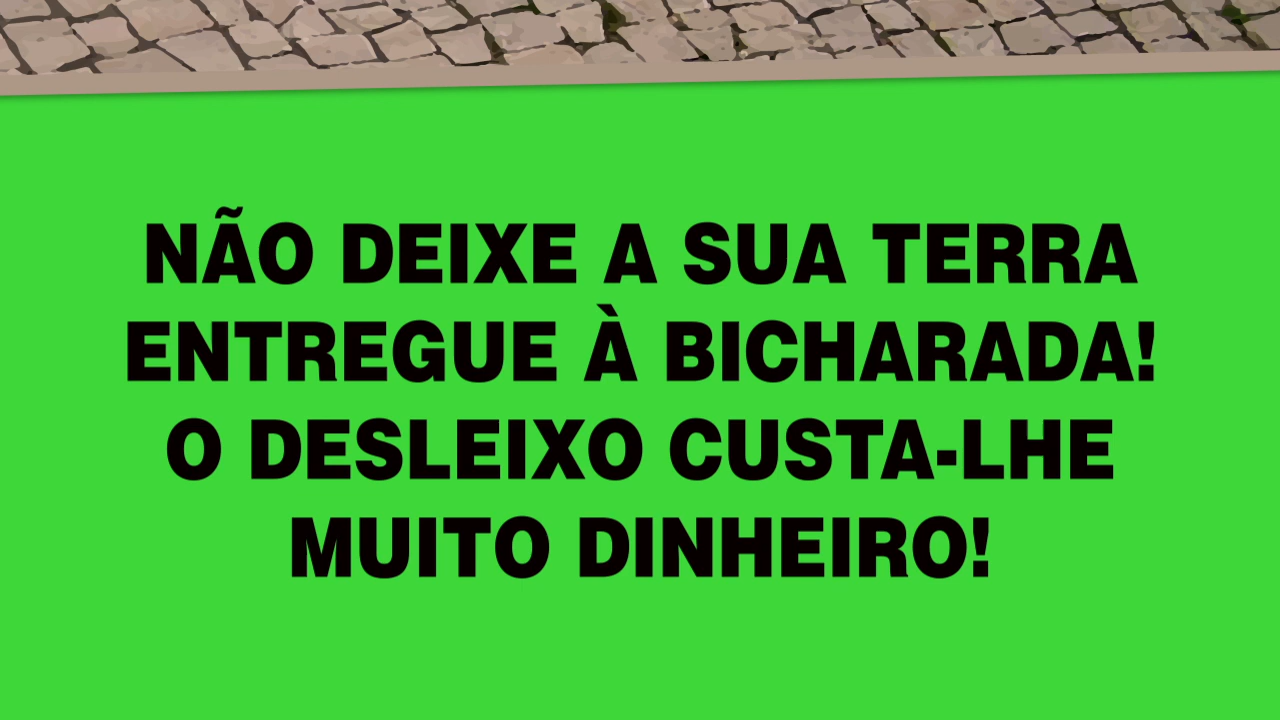 NÃO DEIXE A SUA TERRA
ENTREGUE À BICHARADA!
O DESLEIXO CUSTA-LHE
MUITO DINHEIRO!